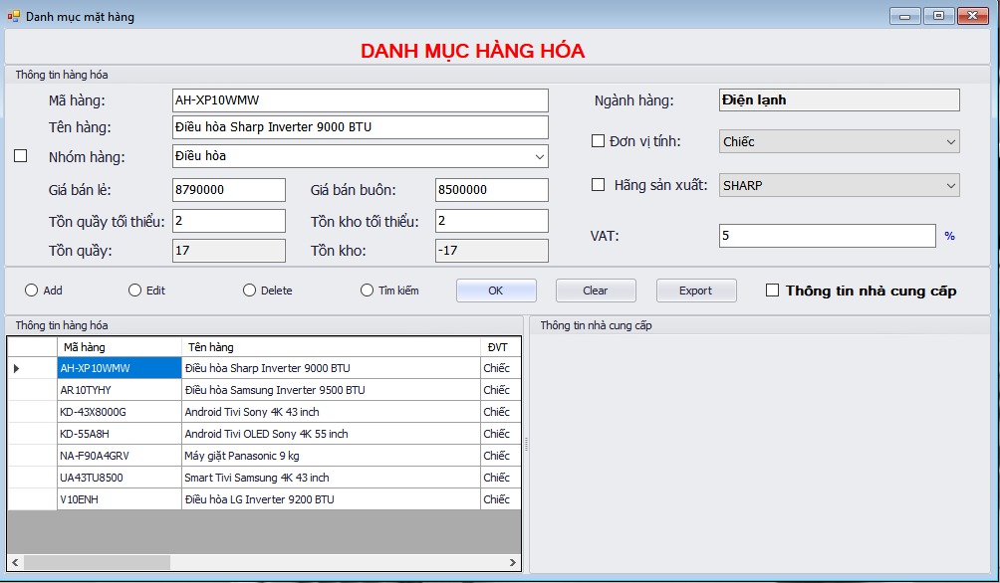 Danh mục mặt hàng
DANH MỤC HÀNG HÓA
Thông tin hàng hóa
Mã hàng: AH-XP10WMW Ngành hàng: Điện lạnh
Tên hàng: Điều hòa Sharp Inverter 9000 BTU
Đơn vị tính: Chiếc
Nhóm hàng: Điều hòa
Giá bán lẻ: 8790000 Giá bán buôn: 8500000 Hãng sản xuất: SHARP
Tồn quầy tối thiểu: 2 Tồn kho tối thiểu: 2
VAT: 5 %
Tồn quầy: 17 Tồn kho: -17
Add Edit Delete Tìm kiếm OK Clear Export Thông tin nhà cung cấp
Thông tin hàng hóa Thông tin nhà cung cấp
Mã hàng Tên hàng ĐVT
AH-XP10WMW Điều hòa Sharp Inverter 9000 BTU Chiếc
AR10TYHY Điều hòa Samsung Inverter 9500 BTU Chiếc
KD-43X8000G Android Tivi Sony 4K 43 inch Chiếc
KD-55A8H Android Tivi OLED Sony 4K 55 inch Chiếc
NA-F90A4GRV Máy giặt Panasonic 9 kg Chiếc
UA43TU8500 Smart Tivi Samsung 4K 43 inch Chiếc
V10ENH Điều hòa LG Inverter 9200 BTU Chiếc